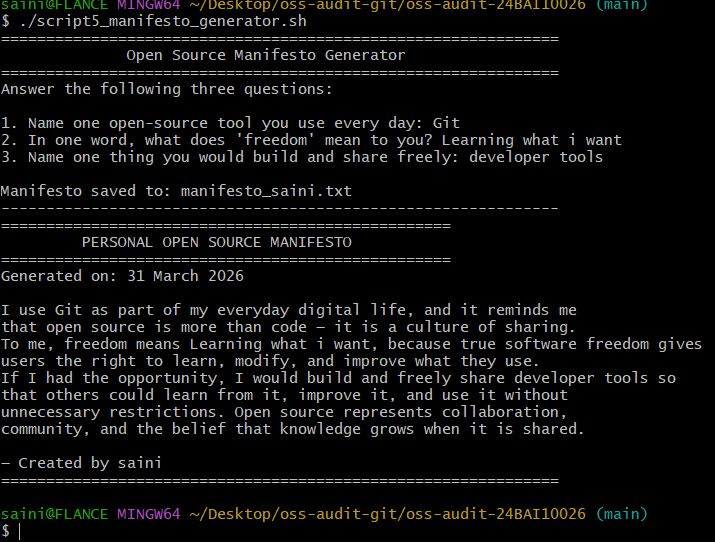 saini@FLANCE MINGW64 ~/Desktop/oss-audit-git/oss-audit-24BAI10026 (main)
$ ./script5_manifesto_generator.sh
==============================================================
Open Source Manifesto Generator
==============================================================
Answer the following three questions:
1. Name one open-source tool you use every day: Git
2. In one word, what does 'freedom' mean to you? Learning what i want
3. Name one thing you would build and share freely: developer tools
Manifesto saved to: manifesto_saini.txt
--------------------------------------------------------------
==================================================
PERSONAL OPEN SOURCE MANIFESTO
==================================================
Generated on: 31 March 2026
I use Git as part of my everyday digital life, and it reminds me
that open source is more than code — it is a culture of sharing.
To me, freedom means Learning what i want, because true software freedom gives
users the right to learn, modify, and improve what they use.
If I had the opportunity, I would build and freely share developer tools so
that others could learn from it, improve it, and use it without
unnecessary restrictions. Open source represents collaboration,
community, and the belief that knowledge grows when it is shared.
— Created by saini
==============================================================
saini@FLANCE MINGW64 ~/Desktop/oss-audit-git/oss-audit-24BAI10026 (main)
$